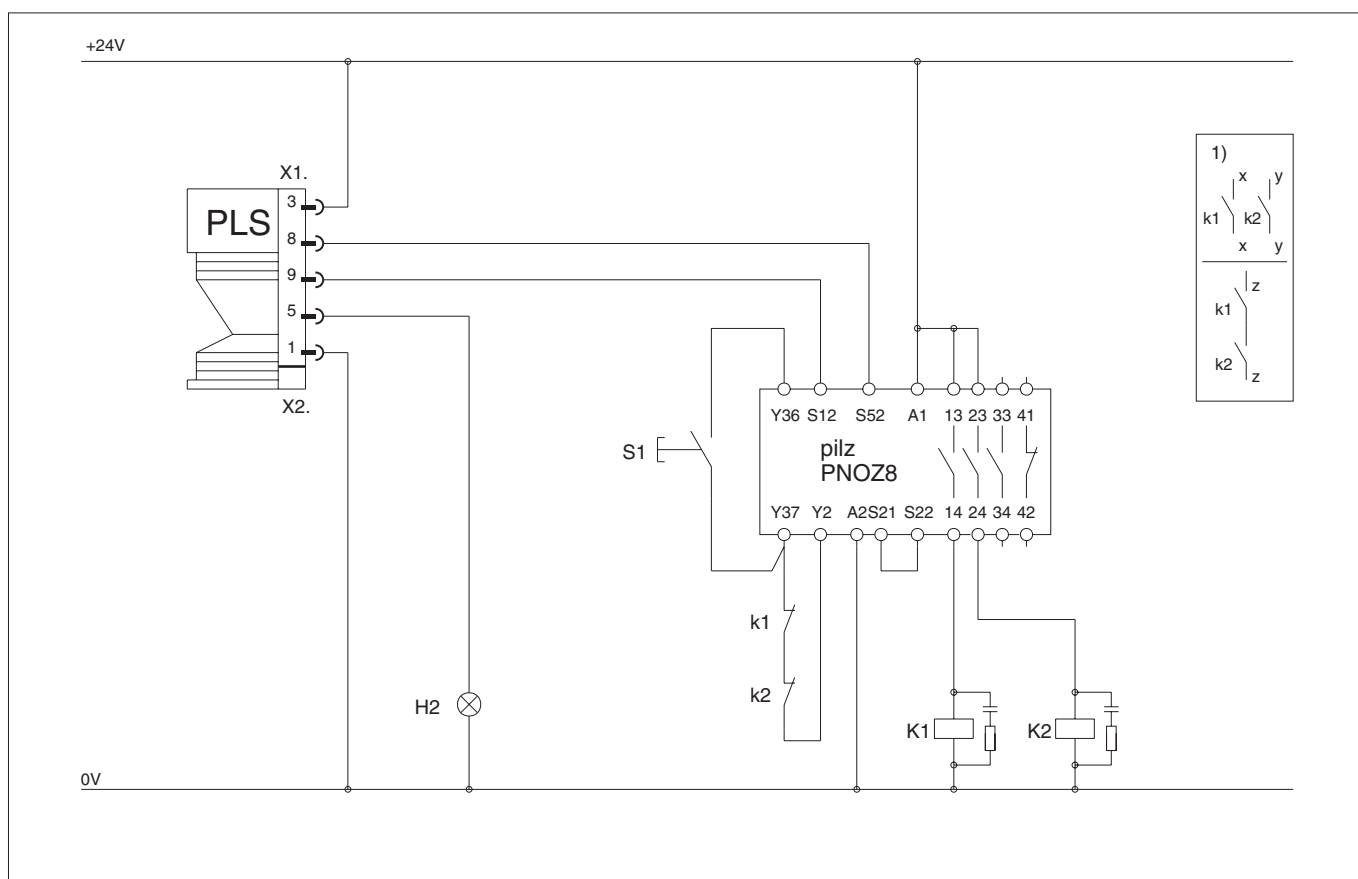 +24V
X1.
PLS
3
8
9
5
1
X2.
1)
x y
k1 k2
x y
z
k1
k2
z
Y36 S12 S52 A1 13 23 33 41
pilz
PNOZ8
Y37 Y2 A2 S21 S22 14 24 34 42
S1
k1
k2
H2
K1 K2
0V